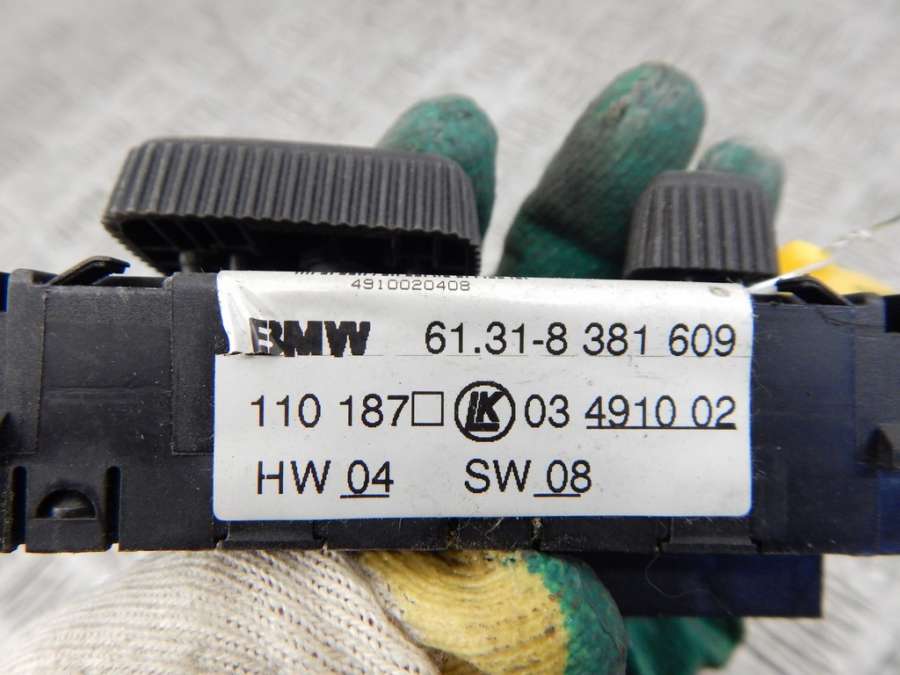 4910020408
BMW 61.31-8 381 609
110 187□ LK 03 4910 02
HW 04 SW 08